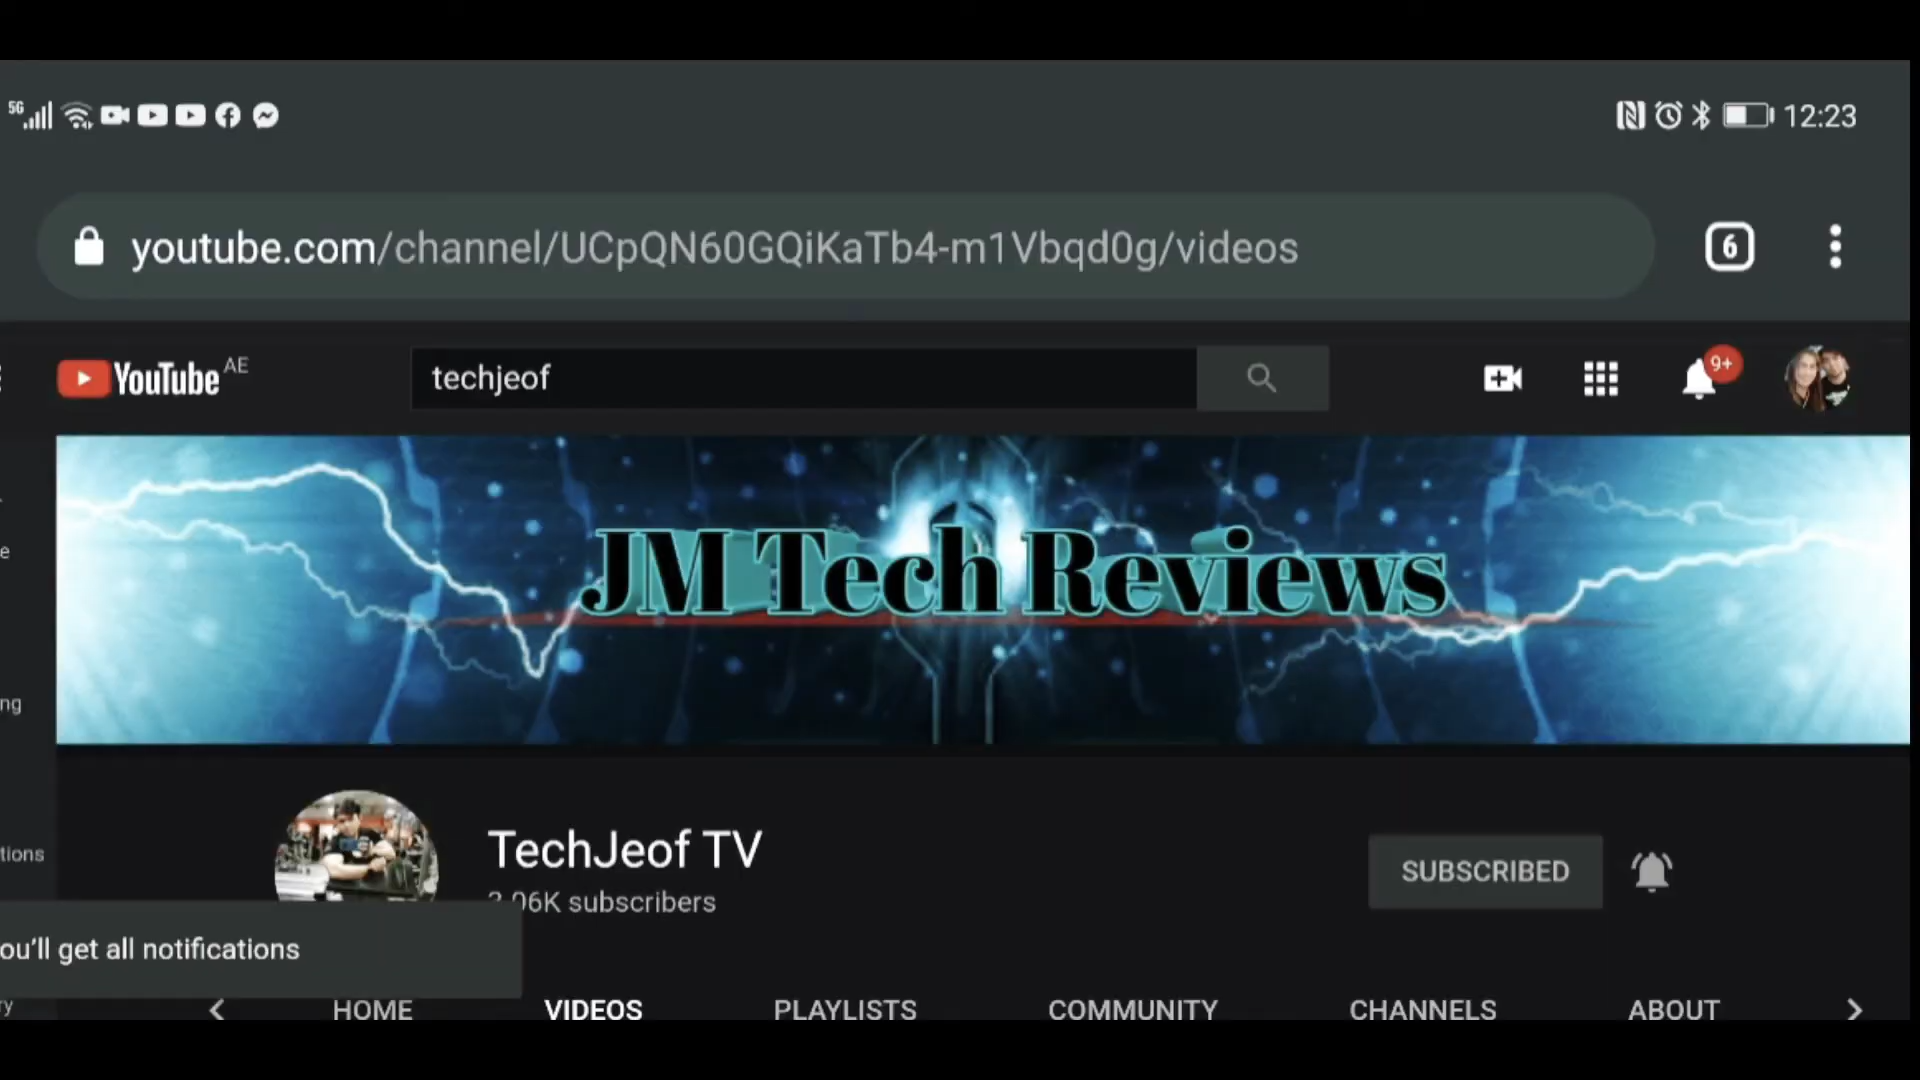 5G 12:23
youtube.com/channel/UCpQN60GQiKaTb4-m1Vbqd0g/videos 6
YouTube AE techjeof 9+
JM Tech Reviews
TechJeof TV
SUBSCRIBED
subscribers
ou'll get all notifications
HOME VIDEOS PLAYLISTS COMMUNITY CHANNELS ABOUT